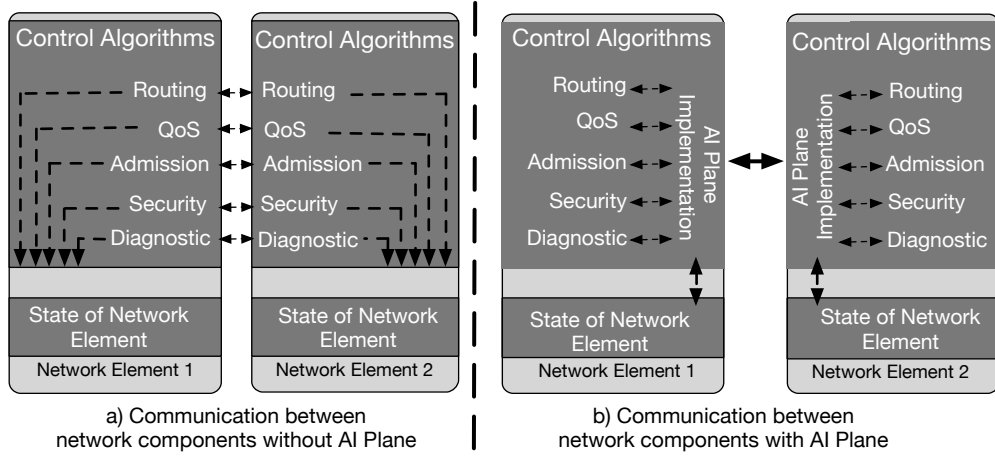 Control Algorithms
Routing
QoS
Admission
Security
Diagnostic
State of Network
Element
Network Element 1
Control Algorithms
Routing
QoS
Admission
Security
Diagnostic
State of Network
Element
Network Element 2
a) Communication between
network components without AI Plane
Control Algorithms
Routing
QoS
Admission
Security
Diagnostic
AI Plane
Implementation
State of Network
Element
Network Element 1
Control Algorithms
AI Plane
Implementation
Routing
QoS
Admission
Security
Diagnostic
State of Network
Element
Network Element 2
b) Communication between
network components with AI Plane